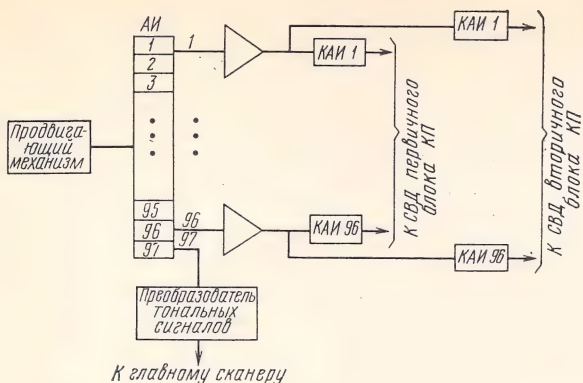 АИ
1
2
3
95
96
97
1
96
97
Продвига-
ющий
механизм
КАИ 1
КАИ 1
КАИ 96
КАИ 96
К СВД первичного
блока КП
К СВД вторичного
блока КП
Преобразователь
тональных
сигналов
К главному сканеру